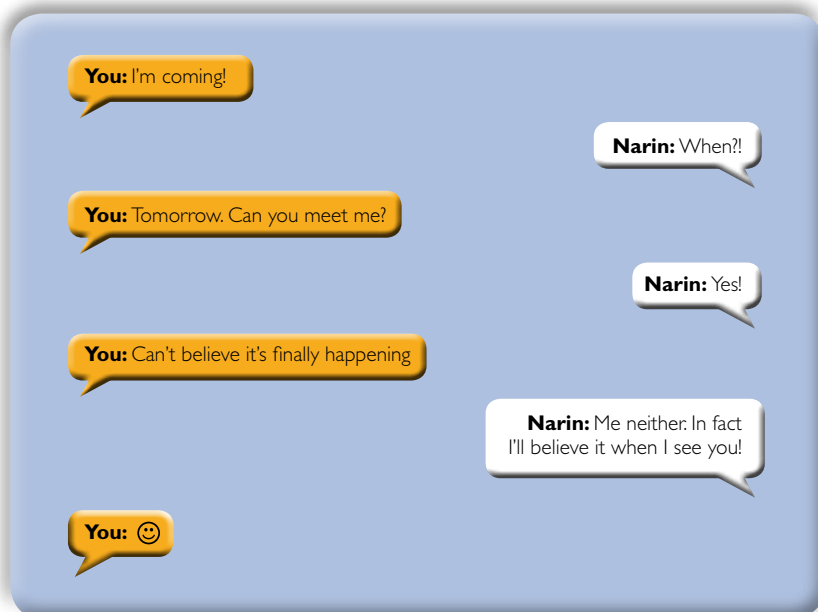 You: I'm coming!
Narin: When?!
You: Tomorrow. Can you meet me?
Narin: Yes!
You: Can't believe it's finally happening
Narin: Me neither. In fact
I'll believe it when I see you!
You: ☺